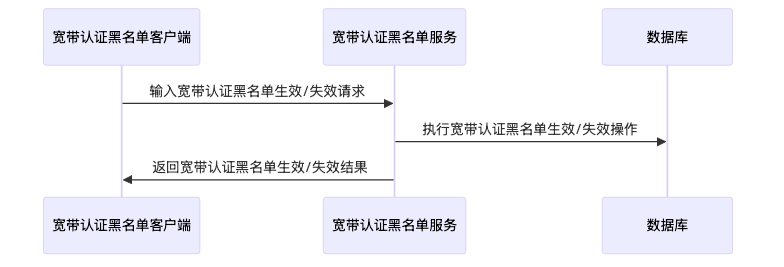 宽带认证黑名单客户端
宽带认证黑名单服务
数据库
输入宽带认证黑名单生效/失效请求
执行宽带认证黑名单生效/失效操作
返回宽带认证黑名单生效/失效结果
宽带认证黑名单客户端
宽带认证黑名单服务
数据库